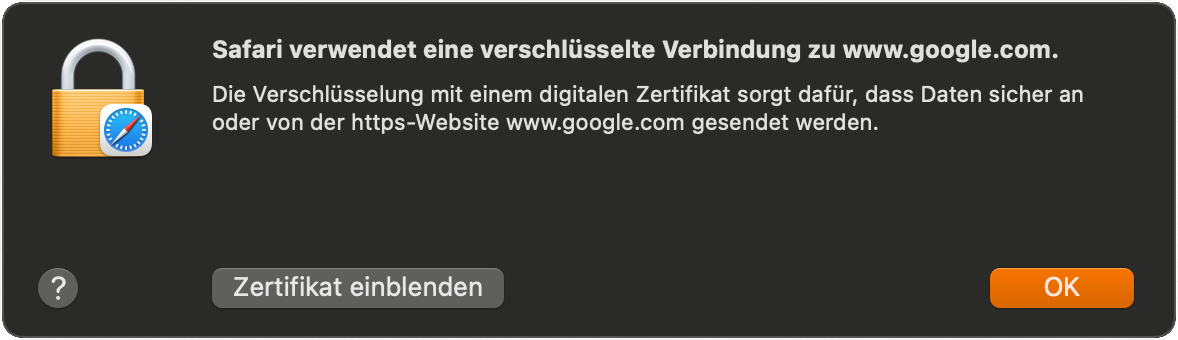 Safari verwendet eine verschlüsselte Verbindung zu www.google.com.
Die Verschlüsselung mit einem digitalen Zertifikat sorgt dafür, dass Daten sicher an
oder von der https-Website www.google.com gesendet werden.
?
Zertifikat einblenden
OK